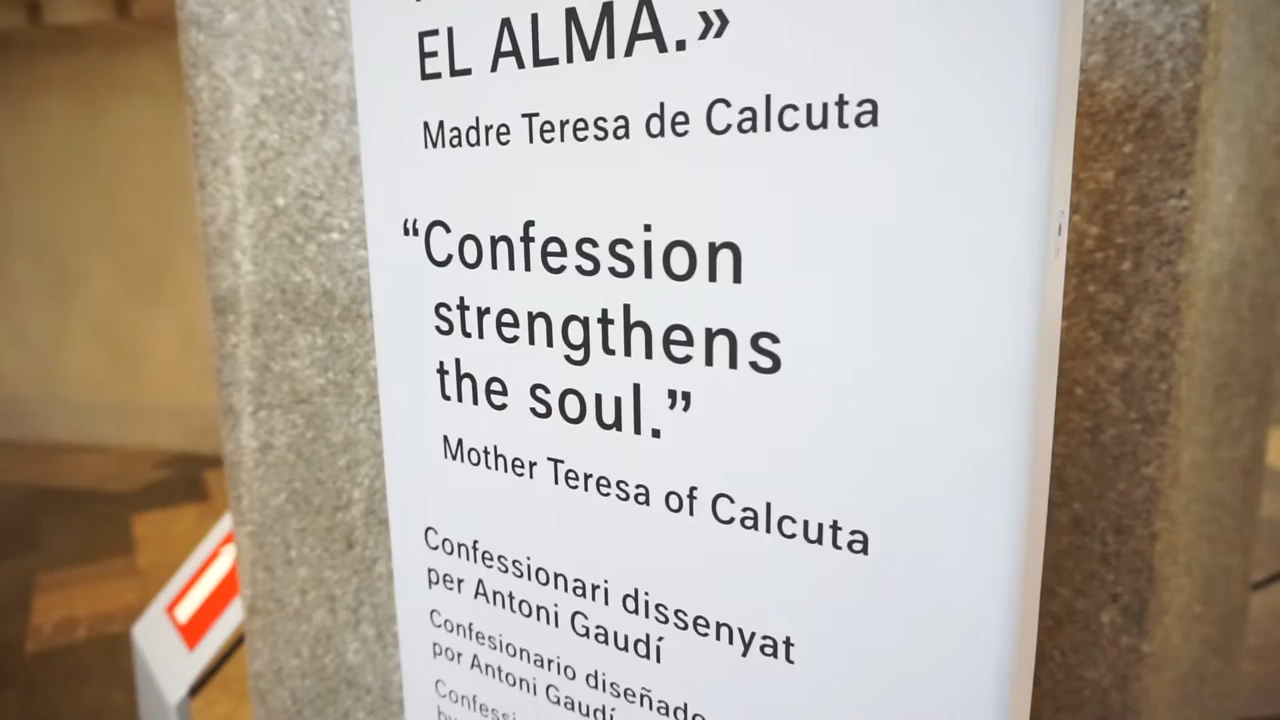 EL ALMA.»
Madre Teresa de Calcuta
“Confession
strengthens
the soul.”
Mother Teresa of Calcuta
Confessionari dissenyat
per Antoni Gaudí
Confesionario diseñado
por Antoni Gaudí